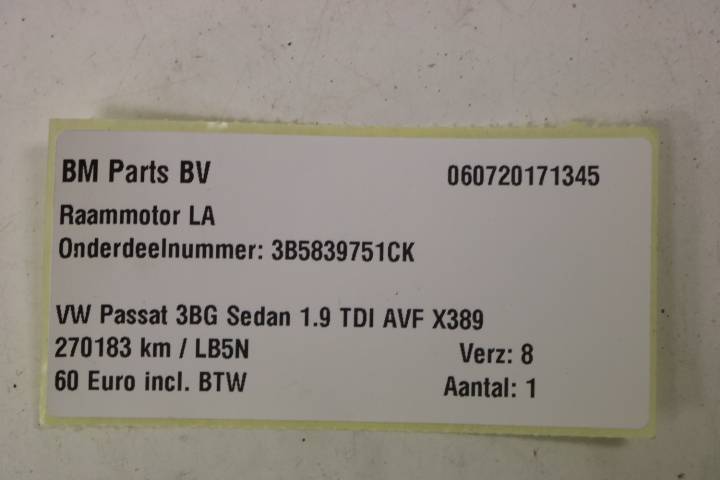 BM Parts BV 060720171345
Raammotor LA
Onderdeelnummer: 3B5839751CK
VW Passat 3BG Sedan 1.9 TDI AVF X389
270183 km / LB5N Verz: 8
60 Euro incl. BTW Aantal: 1